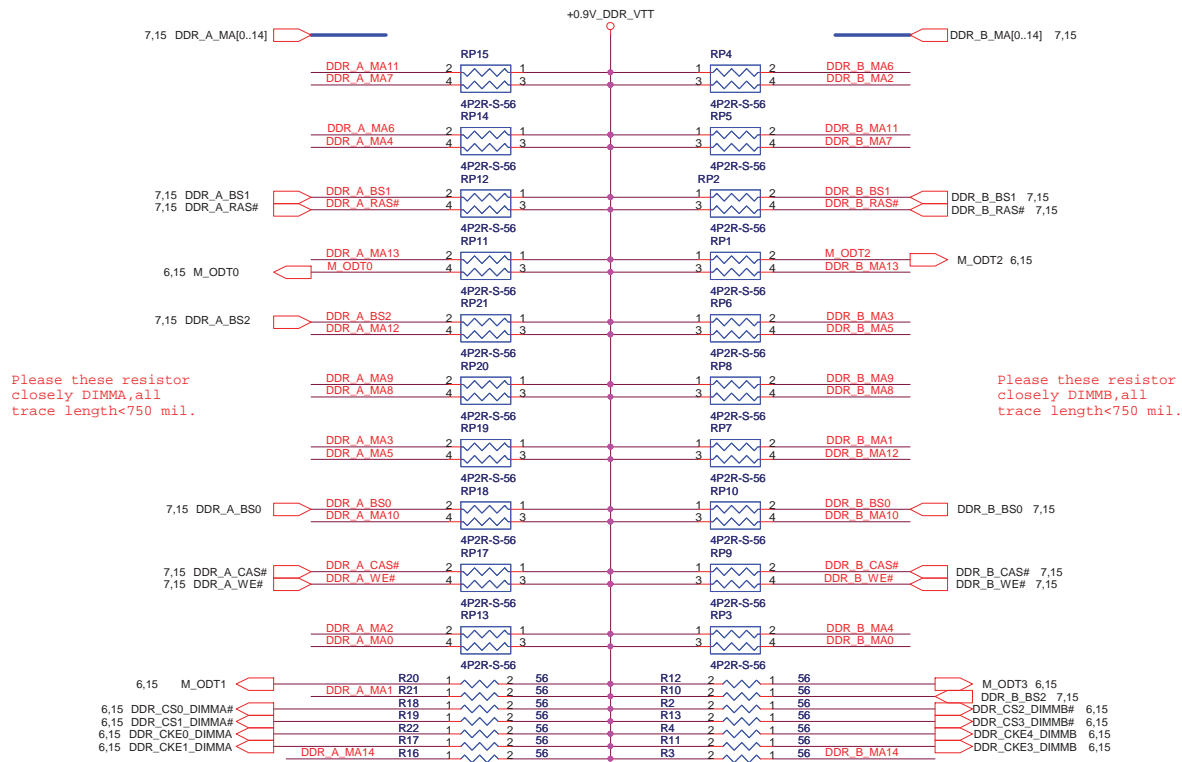 +0.9V_DDR_VTT
7,15 DDR_A_MA[0..14] DDR_B_MA[0..14] 7,15
RP15 RP4
DDR_A_MA11 2 1 1 2 DDR_B_MA6
DDR_A_MA7 4 3 3 4 DDR_B_MA2
4P2R-S-56 4P2R-S-56
RP14 RP5
DDR_A_MA6 2 1 1 2 DDR_B_MA11
DDR_A_MA4 4 3 3 4 DDR_B_MA7
4P2R-S-56 4P2R-S-56
RP12 RP2
7,15 DDR_A_BS1 DDR_A_BS1 2 1 1 2 DDR_B_BS1 DDR_B_BS1 7,15
7,15 DDR_A_RAS# DDR_A_RAS# 4 3 3 4 DDR_B_RAS# DDR_B_RAS# 7,15
4P2R-S-56 4P2R-S-56
RP11 RP1
DDR_A_MA13 2 1 1 2 M_ODT2 M_ODT2 6,15
6,15 M_ODT0 M_ODT0 4 3 3 4 DDR_B_MA13
4P2R-S-56 4P2R-S-56
RP21 RP6
7,15 DDR_A_BS2 DDR_A_BS2 2 1 1 2 DDR_B_MA3
DDR_A_MA12 4 3 3 4 DDR_B_MA5
4P2R-S-56 4P2R-S-56
RP20 RP8
Please these resistor
closely DIMMA,all
trace length<750 mil.
DDR_A_MA9 2 1 1 2 DDR_B_MA9
DDR_A_MA8 4 3 3 4 DDR_B_MA8
Please these resistor
closely DIMMB,all
trace length<750 mil.
4P2R-S-56 4P2R-S-56
RP19 RP7
DDR_A_MA3 2 1 1 2 DDR_B_MA1
DDR_A_MA5 4 3 3 4 DDR_B_MA12
4P2R-S-56 4P2R-S-56
RP18 RP10
7,15 DDR_A_BS0 DDR_A_BS0 2 1 1 2 DDR_B_BS0 DDR_B_BS0 7,15
DDR_A_MA10 4 3 3 4 DDR_B_MA10
4P2R-S-56 4P2R-S-56
RP17 RP9
7,15 DDR_A_CAS# DDR_A_CAS# 2 1 1 2 DDR_B_CAS# DDR_B_CAS# 7,15
7,15 DDR_A_WE# DDR_A_WE# 4 3 3 4 DDR_B_WE# DDR_B_WE# 7,15
4P2R-S-56 4P2R-S-56
RP13 RP3
DDR_A_MA2 2 1 1 2 DDR_B_MA4
DDR_A_MA0 4 3 3 4 DDR_B_MA0
4P2R-S-56 4P2R-S-56
6,15 M_ODT1 R20 1 2 56 R12 2 1 56 M_ODT3 6,15
DDR_A_MA1 R21 1 2 56 R10 2 1 56 DDR_B_BS2 7,15
6,15 DDR_CS0_DIMMA# R18 1 2 56 R2 2 1 56 DDR_CS2_DIMMB# 6,15
6,15 DDR_CS1_DIMMA# R19 1 2 56 R13 2 1 56 DDR_CS3_DIMMB# 6,15
6,15 DDR_CKE0_DIMMA R22 1 2 56 R4 2 1 56 DDR_CKE4_DIMMB 6,15
6,15 DDR_CKE1_DIMMA R17 1 2 56 R11 2 1 56 DDR_CKE3_DIMMB 6,15
DDR_A_MA14 R16 1 2 56 R3 2 1 56 DDR_B_MA14